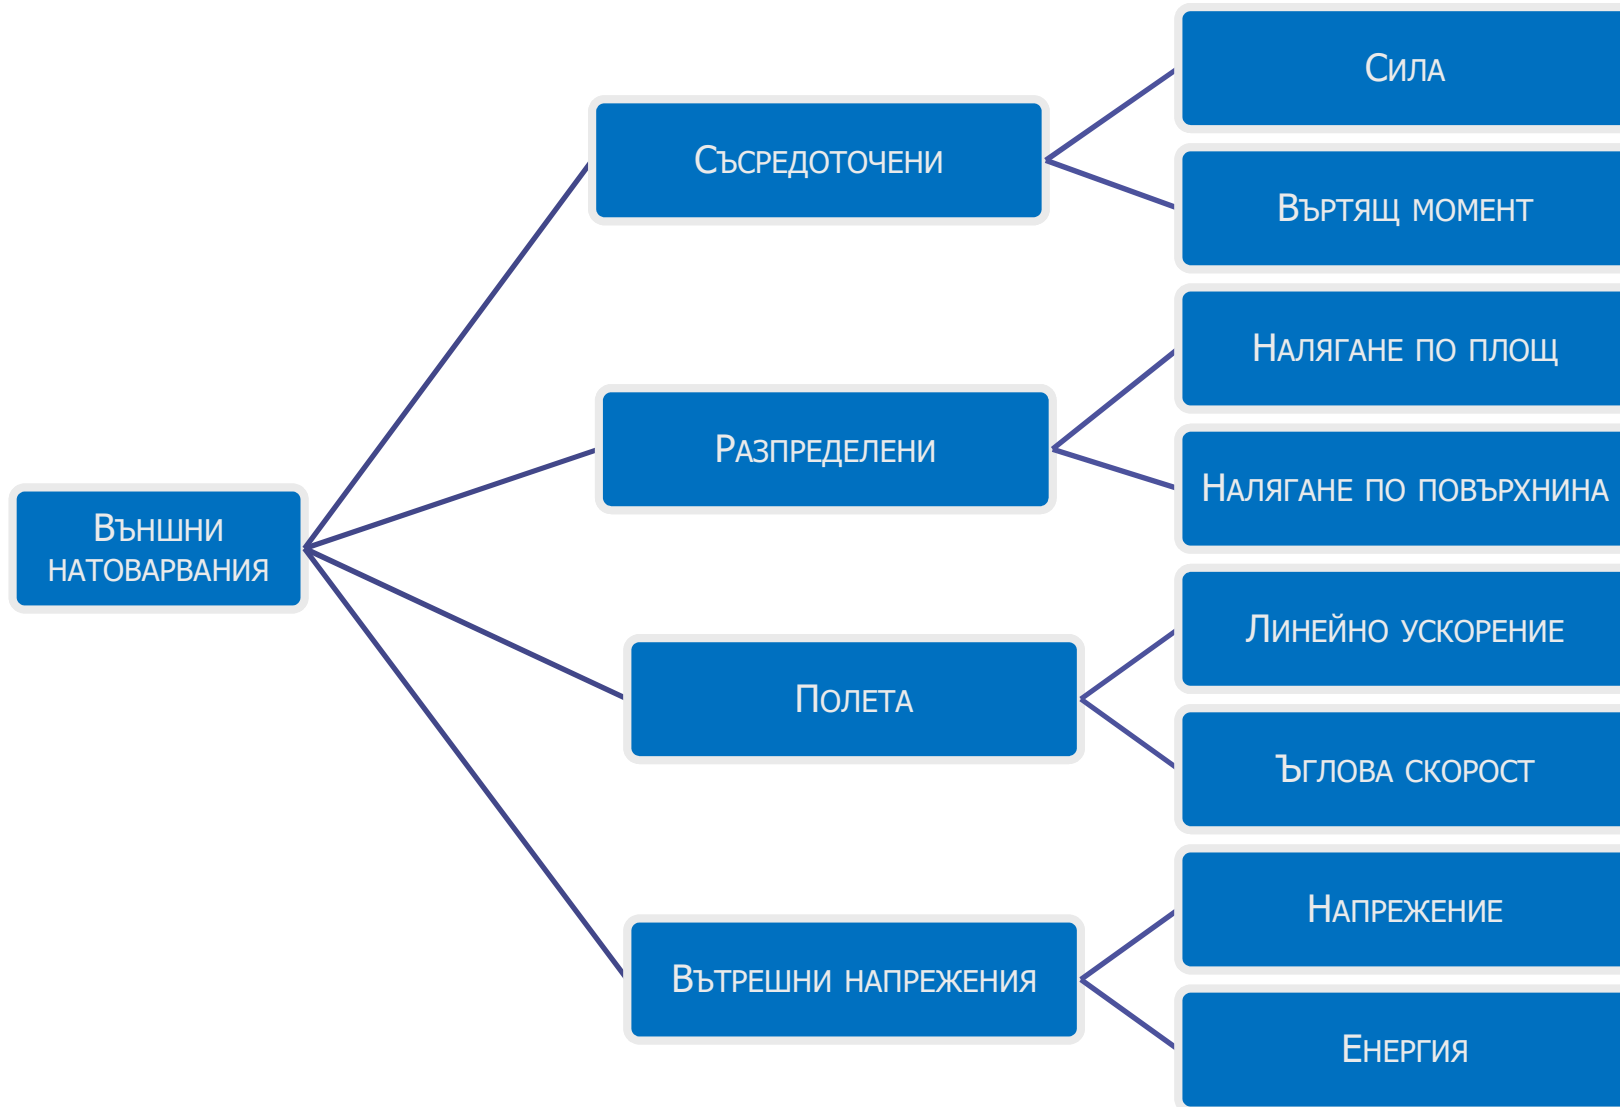 Сила
Съсредоточени
Въртящ момент
Налягане по площ
Разпределени
Налягане по повърхнина
Външни
натоварвания
Линейно ускорение
Полета
Ъглова скорост
Напрежение
Вътрешни напрежения
Енергия